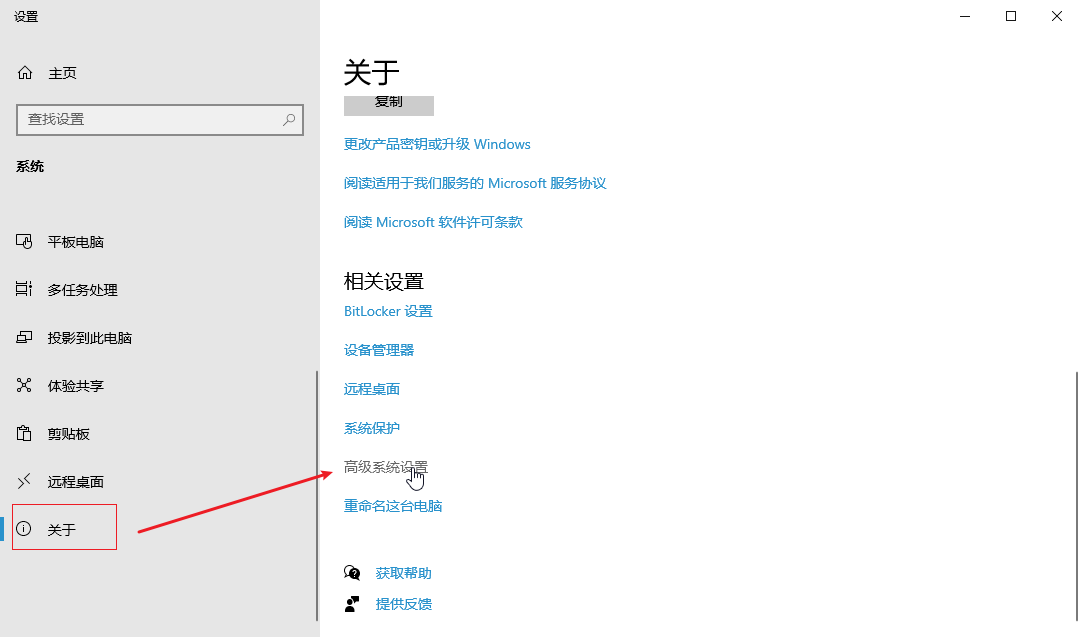 设置
主页
查找设置
系统
平板电脑
多任务处理
投影到此电脑
体验共享
剪贴板
远程桌面
关于
关于
复制
更改产品密钥或升级 Windows
阅读适用于我们服务的 Microsoft 服务协议
阅读 Microsoft 软件许可条款
相关设置
BitLocker 设置
设备管理器
远程桌面
系统保护
高级系统设置
重命名这台电脑
获取帮助
提供反馈